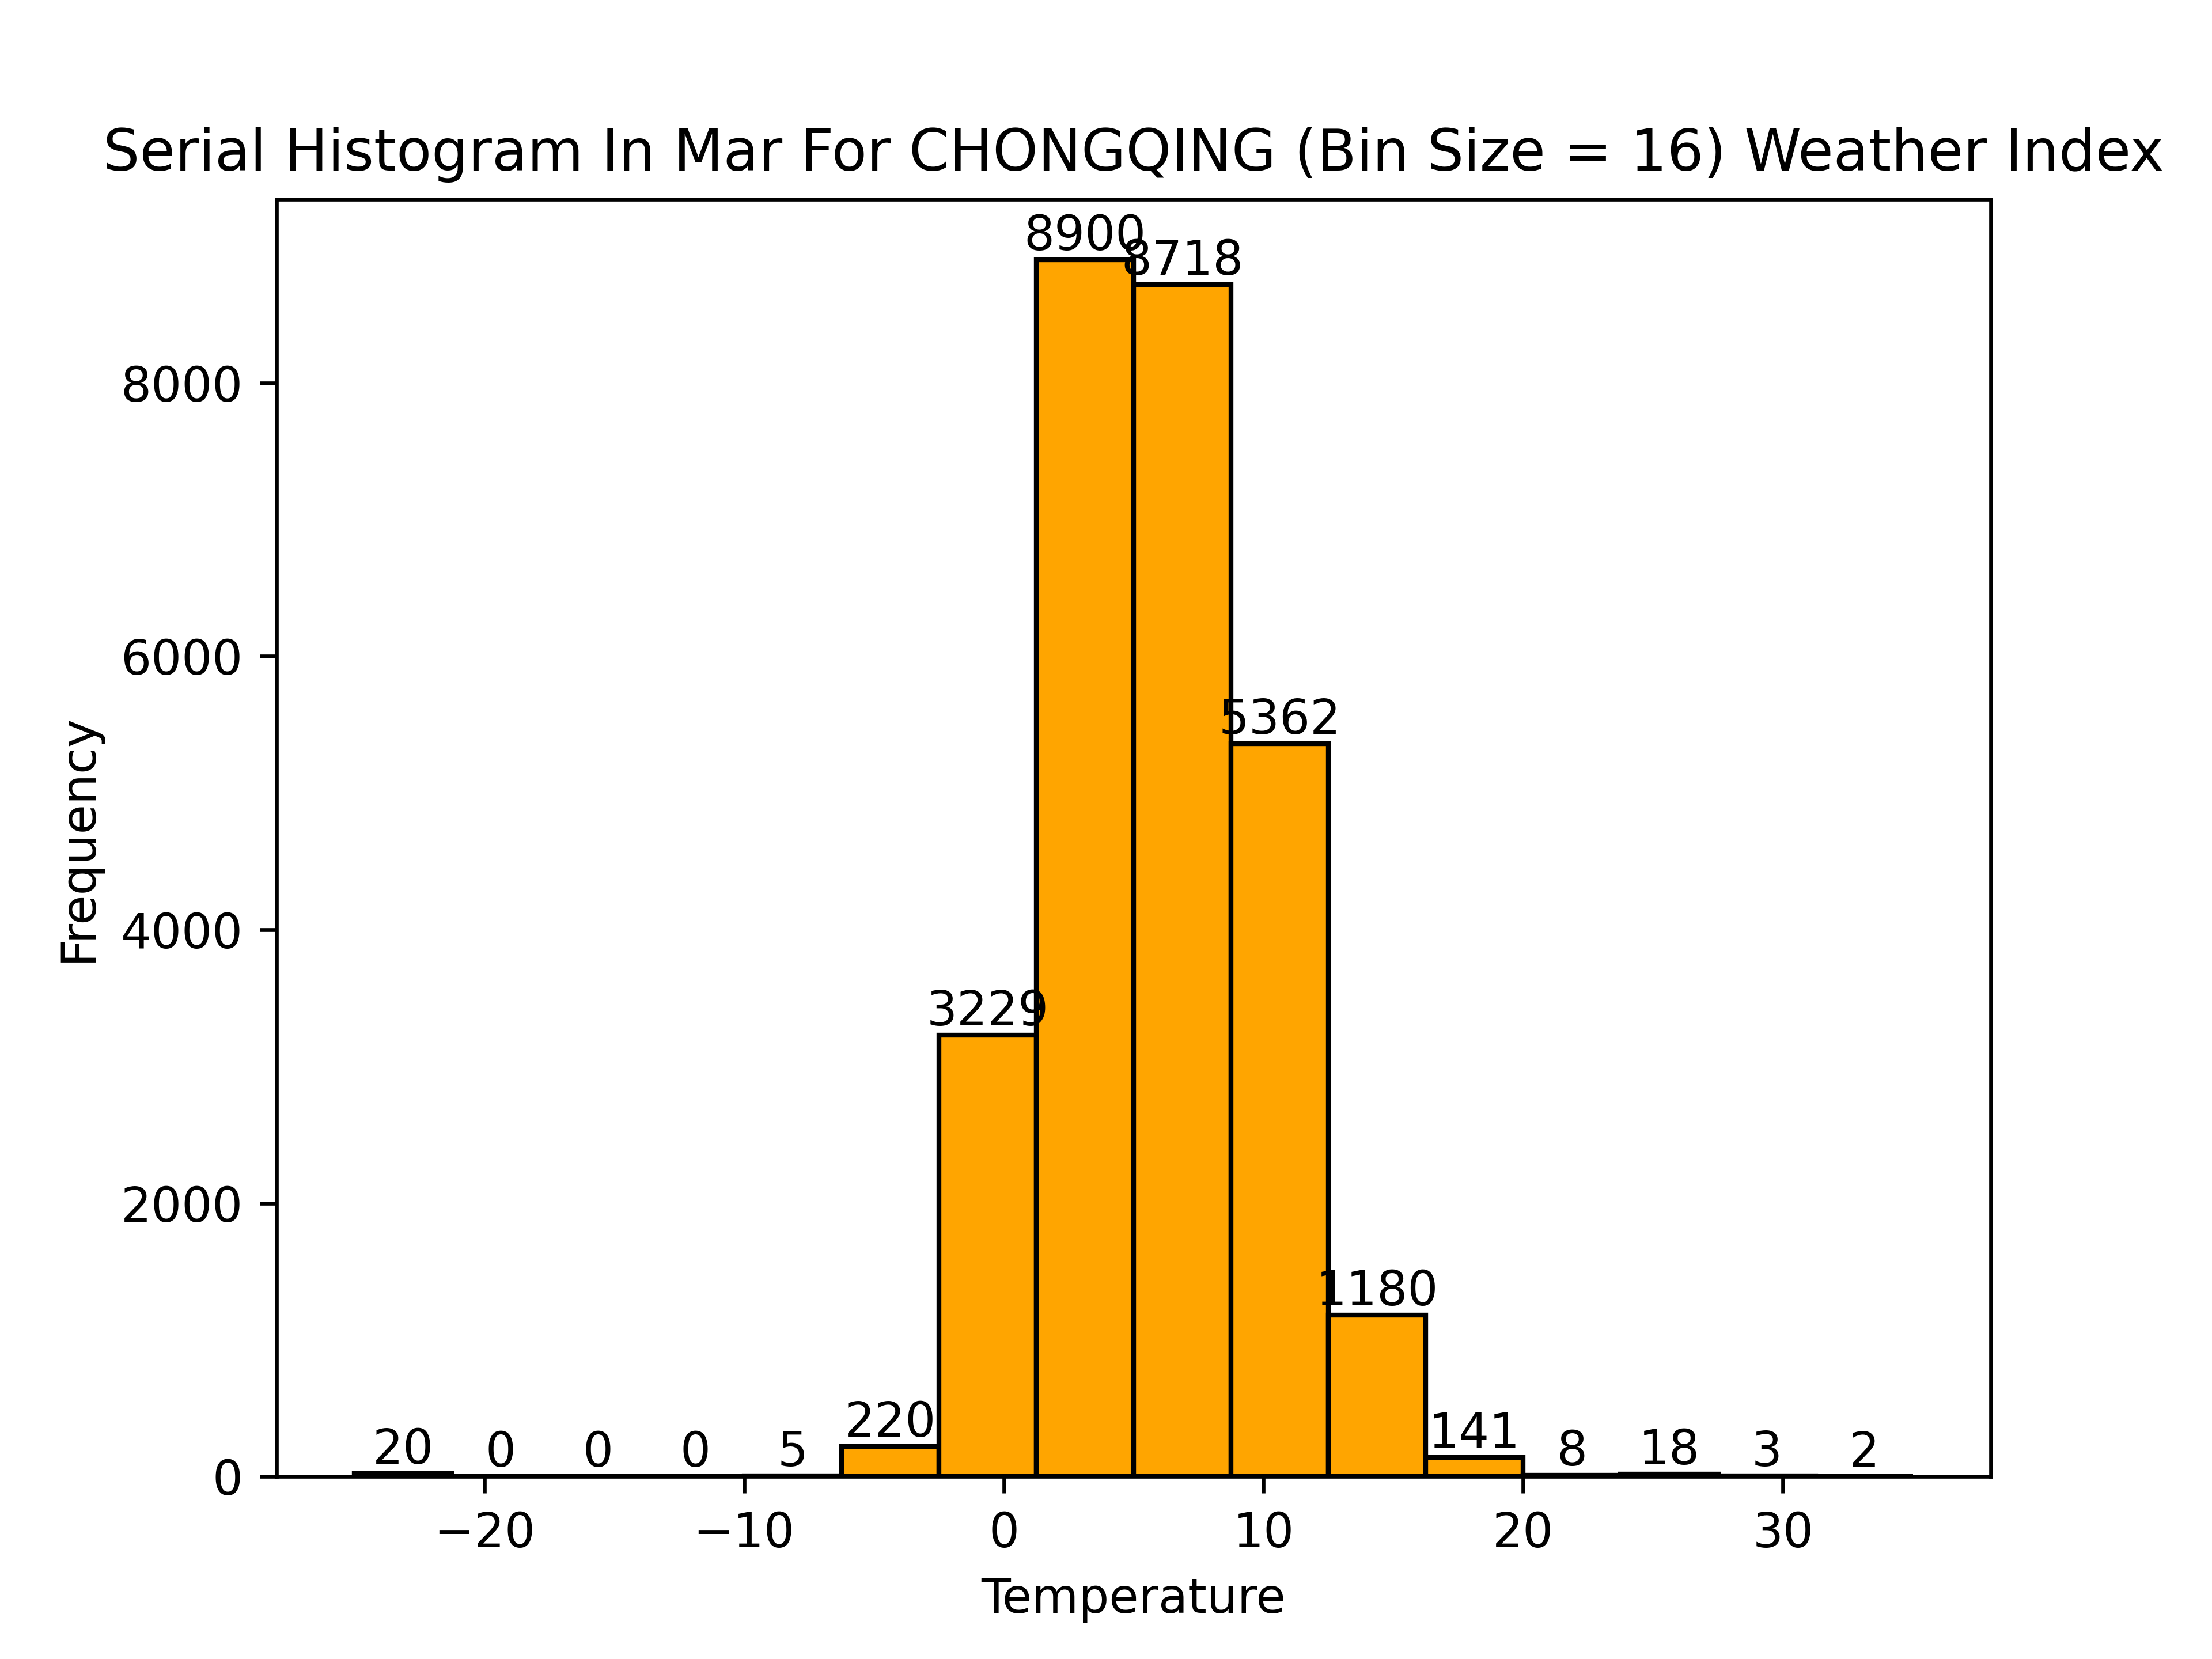 Serial Histogram In Mar For CHONGQING (Bin Size = 16) Weather Index
8900
8718
8000
6000
5362
Frequency
4000
3229
2000
1180
220
141
20 0 0 0 5 8 18 3 2
0
−20 −10 0 10 20 30
Temperature